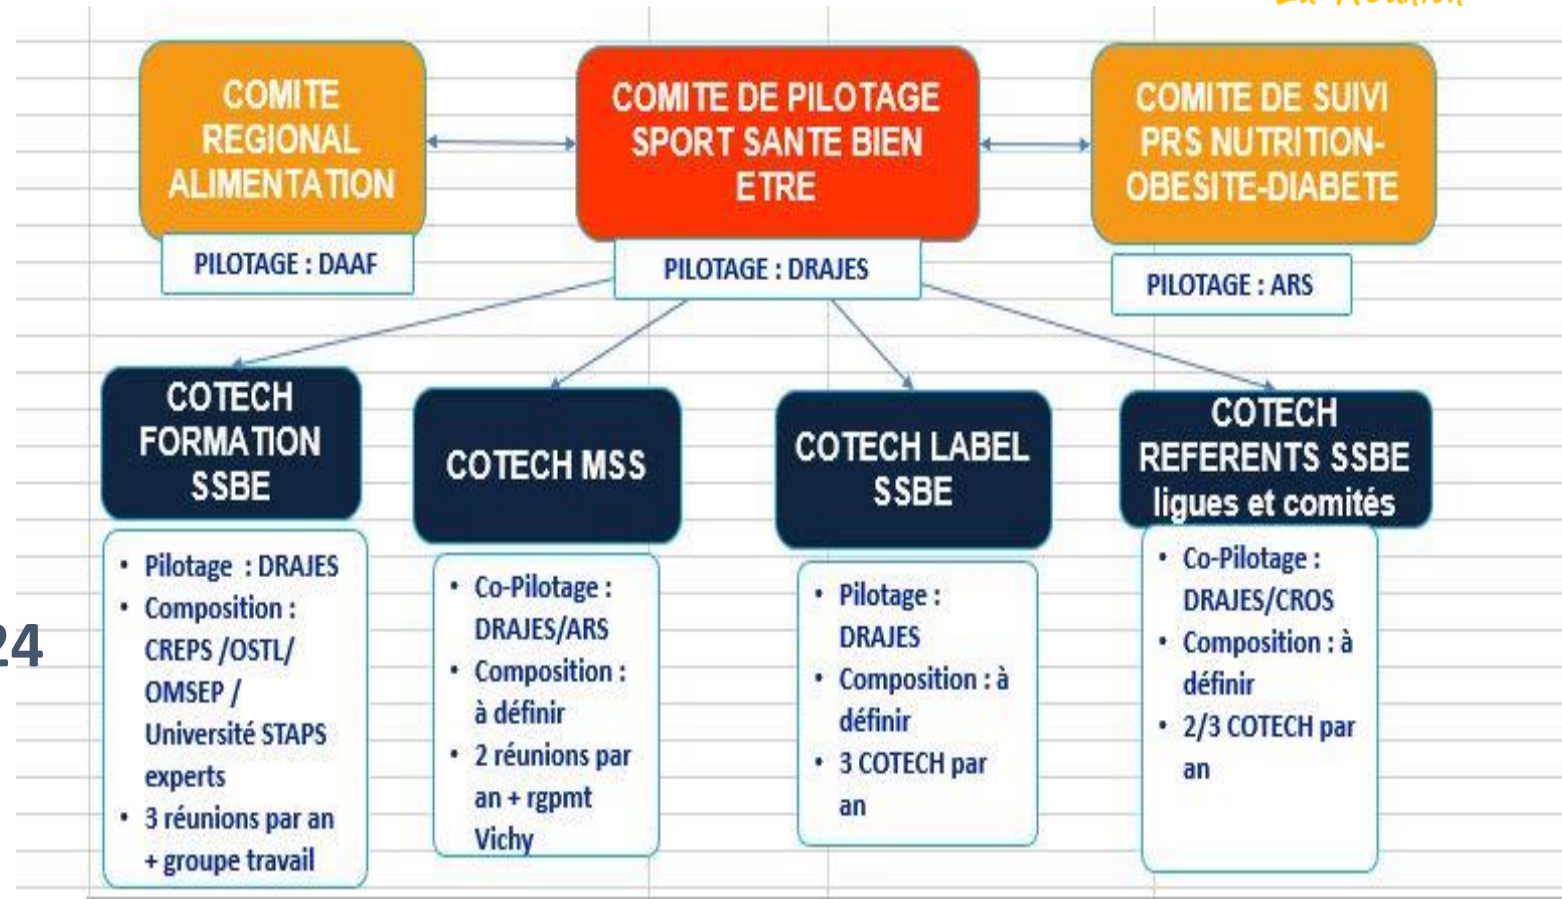 La Réunion
COMITE
REGIONAL
ALIMENTATION
PILOTAGE : DAAF
COMITE DE PILOTAGE
SPORT SANTE BIEN
ETRE
PILOTAGE : DRAJES
COMITE DE SUIVI
PRS NUTRITION-
OBESITE-DIABETE
PILOTAGE : ARS
COTECH
FORMATION
SSBE
• Pilotage : DRAJES
• Composition :
CREPS /OSTL/
OMSEP /
Université STAPS
experts
• 3 réunions par an
+ groupe travail
COTECH MSS
• Co-Pilotage :
DRAJES/ARS
• Composition :
à définir
• 2 réunions par
an + rgpmt
Vichy
COTECH LABEL
SSBE
• Pilotage :
DRAJES
• Composition : à
définir
• 3 COTECH par
an
COTECH
REFERENTS SSBE
ligues et comités
• Co-Pilotage :
DRAJES/CROS
• Composition : à
définir
• 2/3 COTECH par
an
24